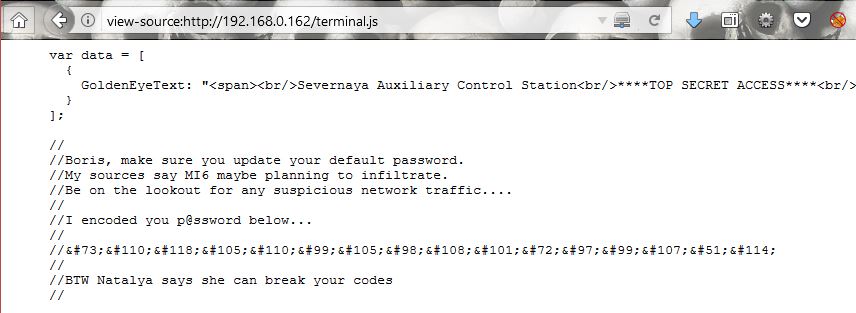 view-source:http://192.168.0.162/terminal.js
var data = [
{
GoldenEyeText: "<span><br/>Severnaya Auxiliary Control Station<br/>****TOP SECRET ACCESS****<br/>
}
];
//
//Boris, make sure you update your default password.
//My sources say MI6 maybe planning to infiltrate.
//Be on the lookout for any suspicious network traffic....
//
//I encoded you p@ssword below...
//
//&#73;&#110;&#118;&#105;&#110;&#99;&#105;&#98;&#108;&#101;&#72;&#97;&#99;&#107;&#51;&#114;
//
//BTW Natalya says she can break your codes
//